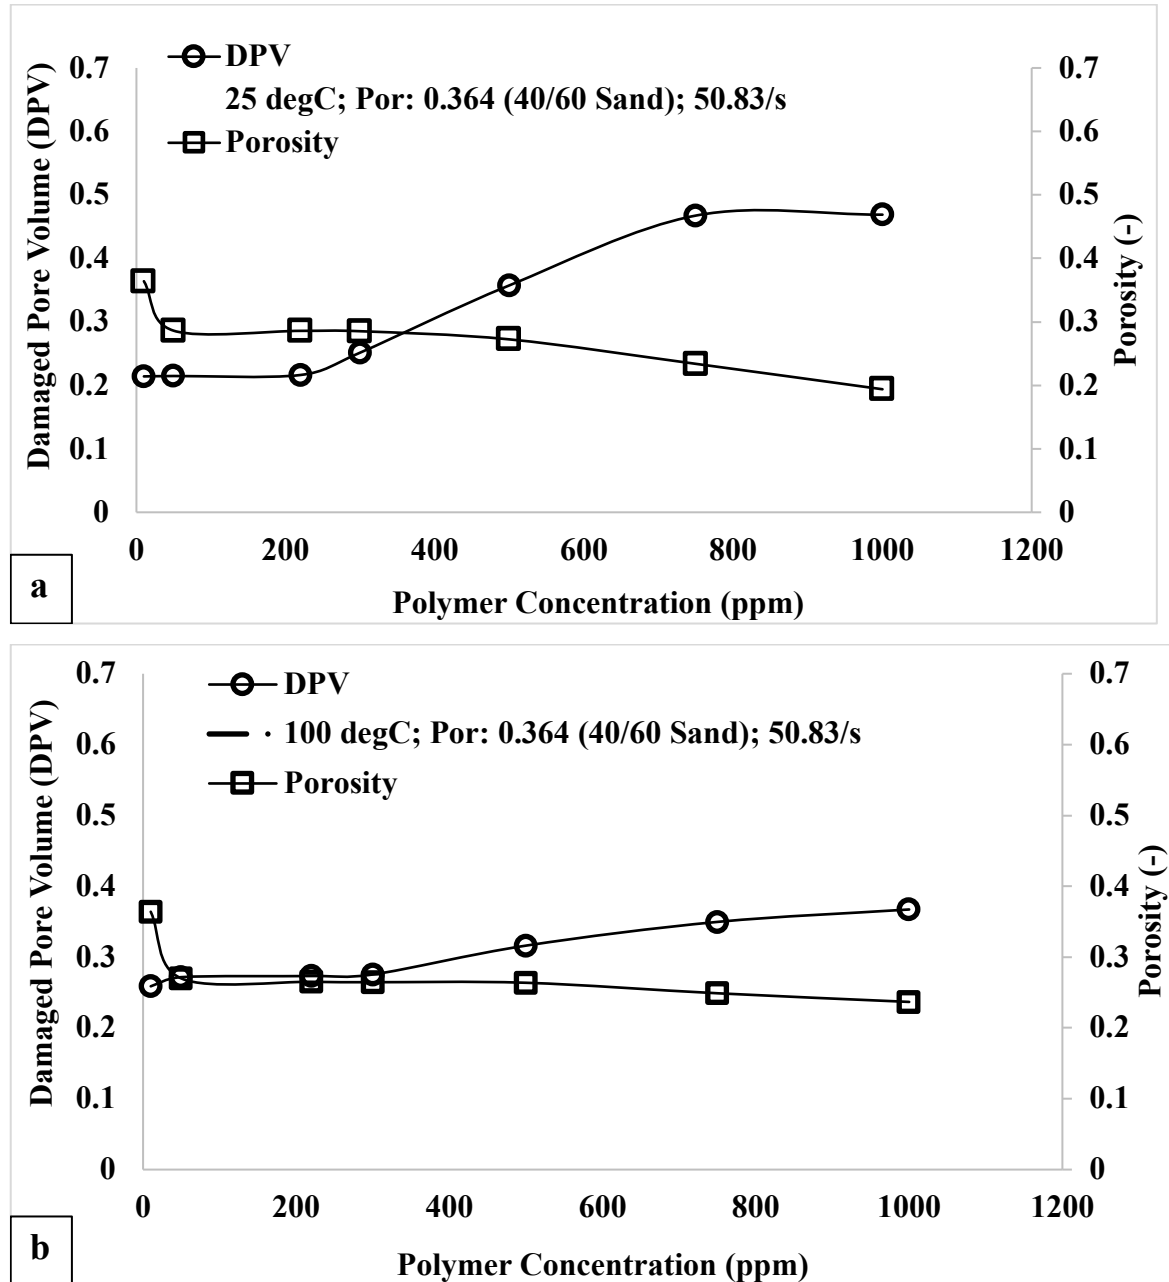 DPV
25 degC; Por: 0.364 (40/60 Sand); 50.83/s
Porosity
Damaged Pore Volume (DPV)
0.7
0.6
0.5
0.4
0.3
0.2
0.1
0
0.7
0.6
0.5
0.4
0.3
0.2
0.1
0
Porosity (-)
0 200 400 600 800 1000 1200
Polymer Concentration (ppm)
a
DPV
100 degC; Por: 0.364 (40/60 Sand); 50.83/s
Porosity
Damaged Pore Volume (DPV)
0.7
0.6
0.5
0.4
0.3
0.2
0.1
0
0.7
0.6
0.5
0.4
0.3
0.2
0.1
0
Porosity (-)
0 200 400 600 800 1000 1200
Polymer Concentration (ppm)
b